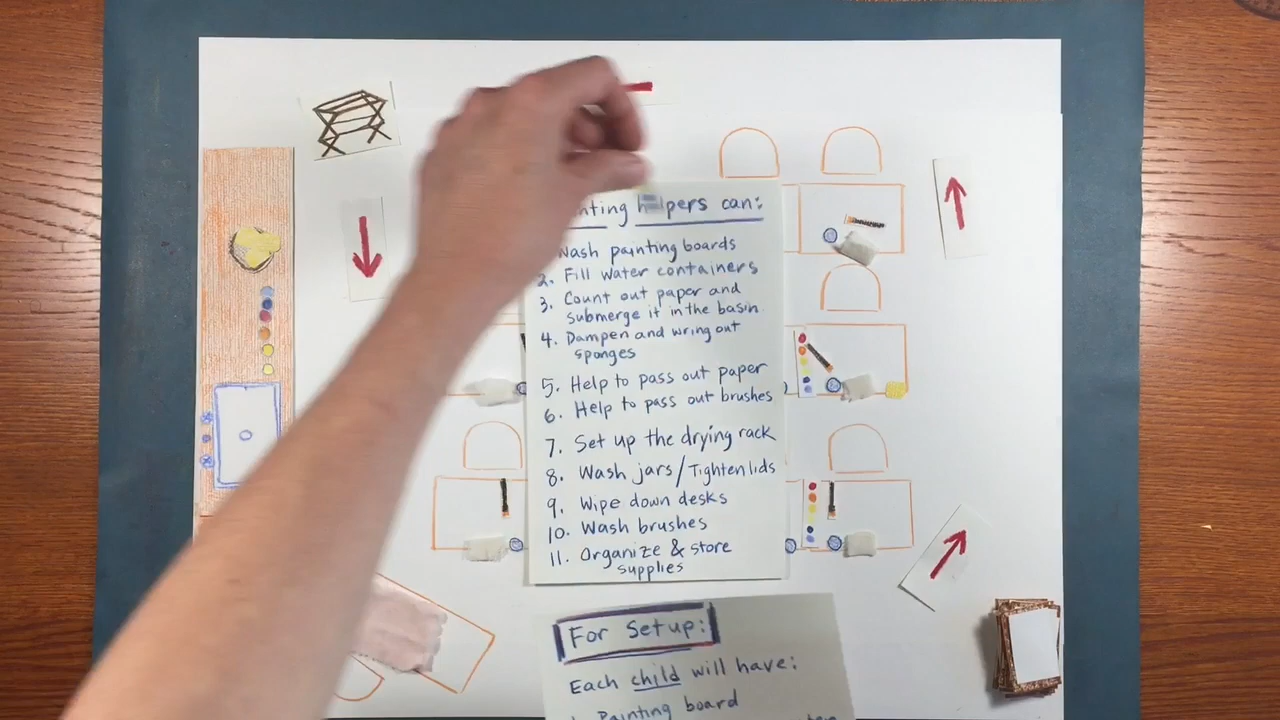 helpers can:
Wash painting boards
2. Fill water containers
3. Count out paper and
submerge it in the basin
4. Dampen and wring out
sponges
5. Help to pass out paper
6. Help to pass out brushes
7. Set up the drying rack
8. Wash jars/Tighten lids
9. Wipe down desks
10. Wash brushes
11. Organize & store
supplies
For Setup:
Each child will have:
Painting board